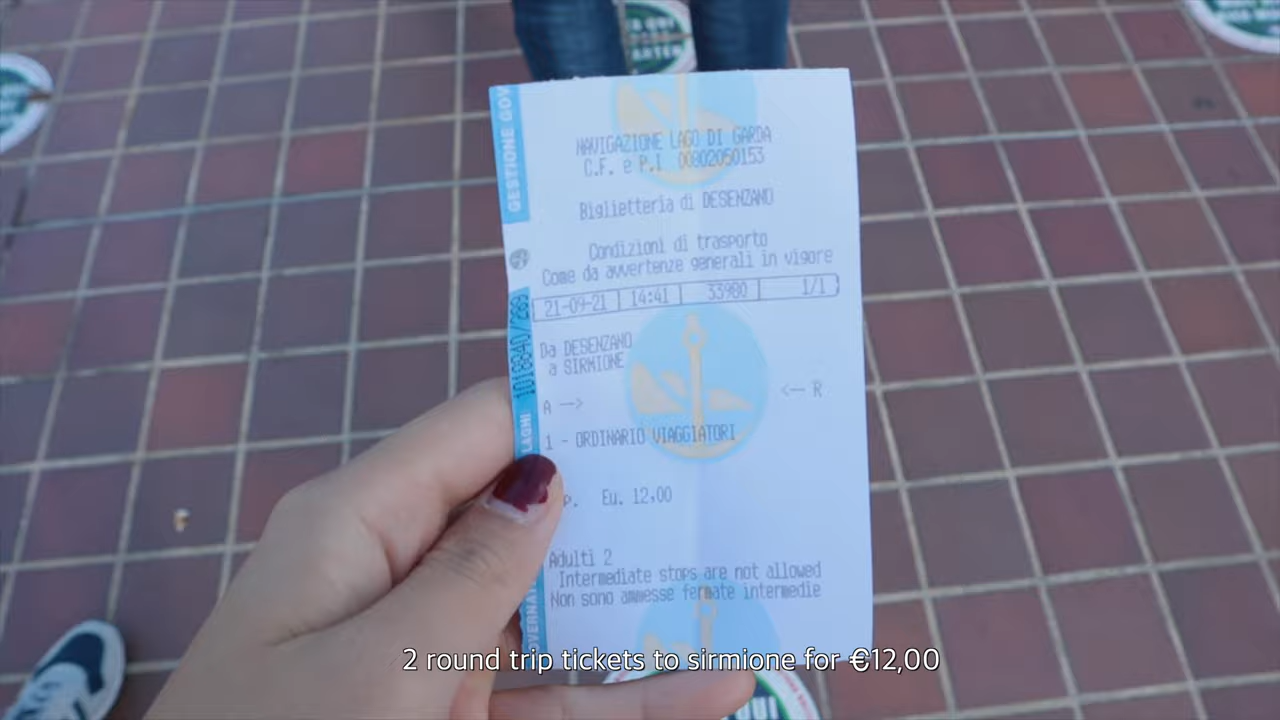 NAVIGAZIONE LAGO DI GARDA
C.F. e P.I 00802050153
Biglietteria di DESENZANO
Condizioni di trasporto
Come da avvertenze generali in vigore
21-09-21 | 14:41 | 33980 | 1/1
Da DESENZANO
a SIRMIONE
A --> <-- R
1 - ORDINARIO VIAGGIATORI
P. Eu. 12,00
Adulti 2
Intermediate stops are not allowed
Non sono ammesse fermate intermedie
GESTIONE GOV
1018840/269
LAGHI
2 round trip tickets to sirmione for €12,00